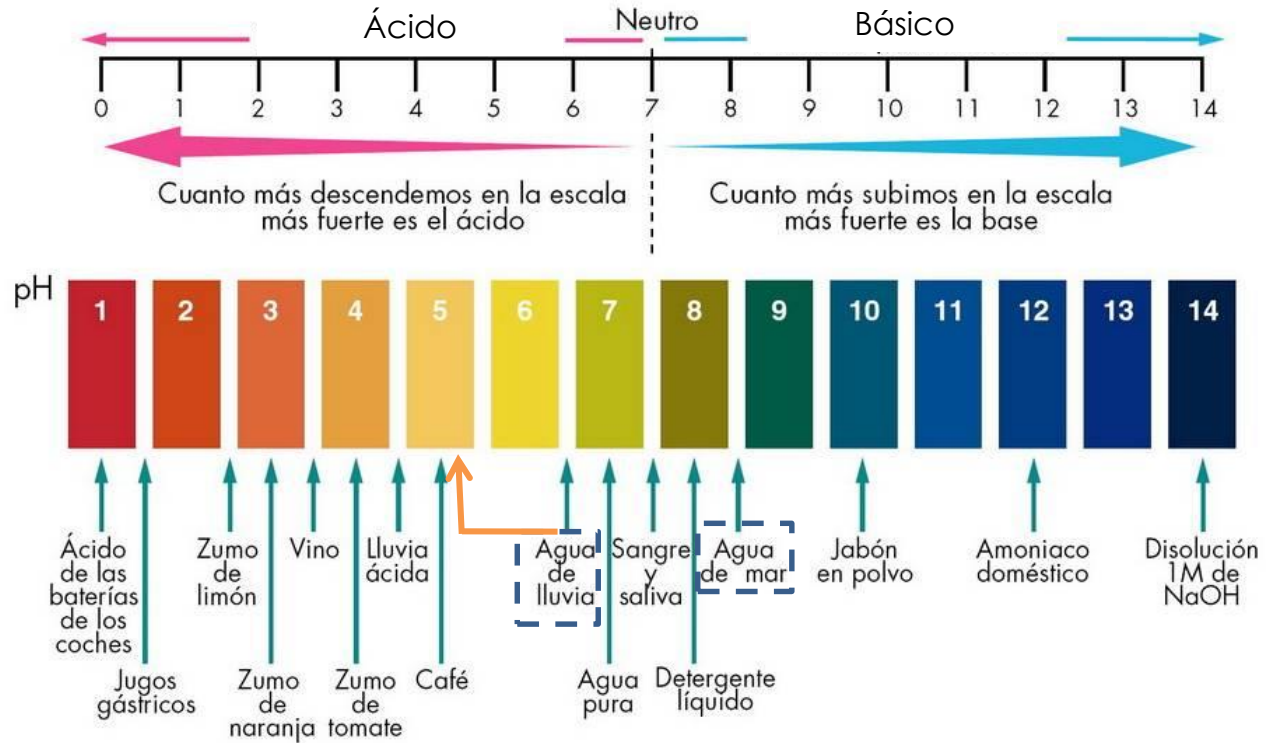 Ácido
Neutro
Básico
0 1 2 3 4 5 6 7 8 9 10 11 12 13 14
Cuanto más descendemos en la escala
más fuerte es el ácido
Cuanto más subimos en la escala
más fuerte es la base
pH
1 2 3 4 5 6 7 8 9 10 11 12 13 14
Ácido
de las
baterías
de los
coches
Jugos
gástricos
Zumo
de
limón
Zumo
de
naranja
Vino
Zumo
de
tomate
Lluvia
ácida
Café
Agua
de
lluvia
Agua
pura
Sangre
y
saliva
Detergente
líquido
Agua
de mar
Jabón
en polvo
Amoniaco
doméstico
Disolución
1M de
NaOH